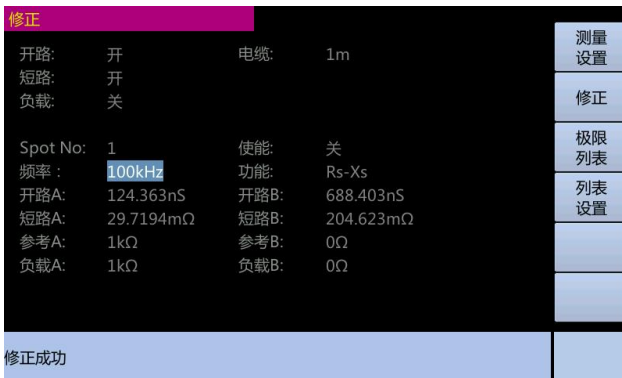 修正
开路: 开 电缆: 1m
短路: 开
负载: 关
Spot No: 1 使能: 关
频率： 100kHz 功能: Rs-Xs
开路A: 124.363nS 开路B: 688.403nS
短路A: 29.7194mΩ 短路B: 204.623mΩ
参考A: 1kΩ 参考B: 0Ω
负载A: 1kΩ 负载B: 0Ω
修正成功
测量
设置
修正
极限
列表
列表
设置